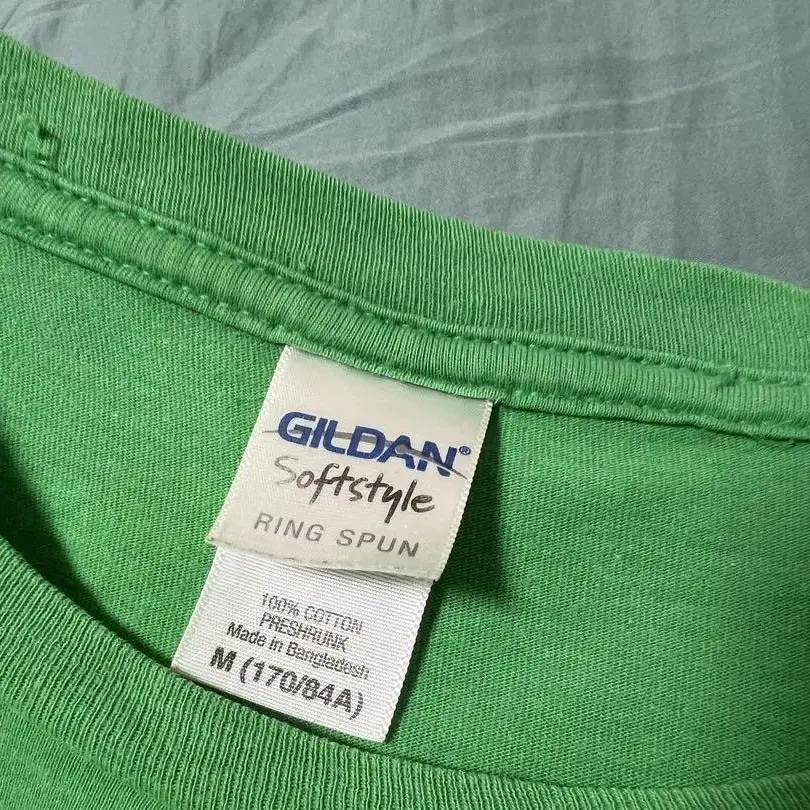 GILDAN®
Softstyle
RING SPUN
100% COTTON
PRESHRUNK
Made in Bangladesh
M (170/84A)